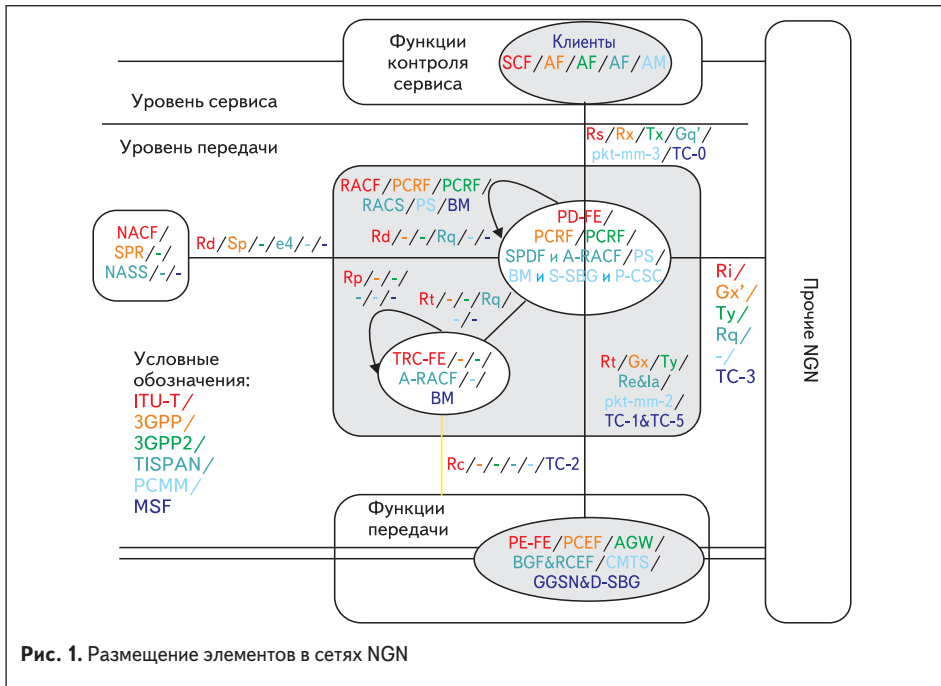 Функции
контроля
сервиса
Клиенты
SCF/AF/AF/AF/AM
Уровень сервиса
Уровень передачи
Rs/Rx/Tx/Gq'/
pkt-mm-3/TC-0
RACF/PCRF/PCRF/
RACS/PS/BM
PD-FE/
PCRF/PCRF/
SPDF и A-RACF/PS/
BM и S-SBG и P-CSC
NACF/
SPR/-/
NASS/-/-
Rd/Sp/-/e4/-/-
Rd/-/-/Rq/-/-
Rp/-/-/
-/-/-
Rt/-/-/Rq/
-/-
TRC-FE/-/-/
A-RACF/-/
BM
Ri/
Gx'/
Ty/
Rq/
-/
TC-3
Прочие NGN
Rt/Gx/Ty/
Re&Ia/
pkt-mm-2/
TC-1&TC-5
Условные
обозначения:
ITU-T/
3GPP/
3GPP2/
TISPAN/
PCMM/
MSF
Rc/-/-/-/-/TC-2
Функции
передачи
PE-FE/PCEF/AGW/
BGF&RCEF/CMTS/
GGSN&D-SBG
Рис. 1. Размещение элементов в сетях NGN